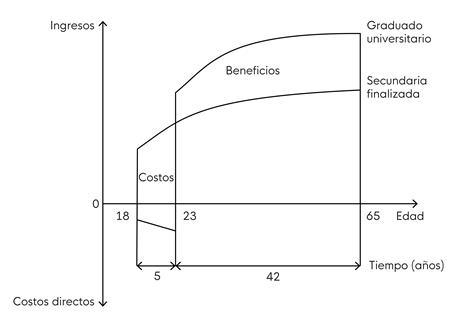 Ingresos
Graduado
universitario
Beneficios
Secundaria
finalizada
Costos
0
18
23
65
Edad
5
42
Tiempo (años)
Costos directos